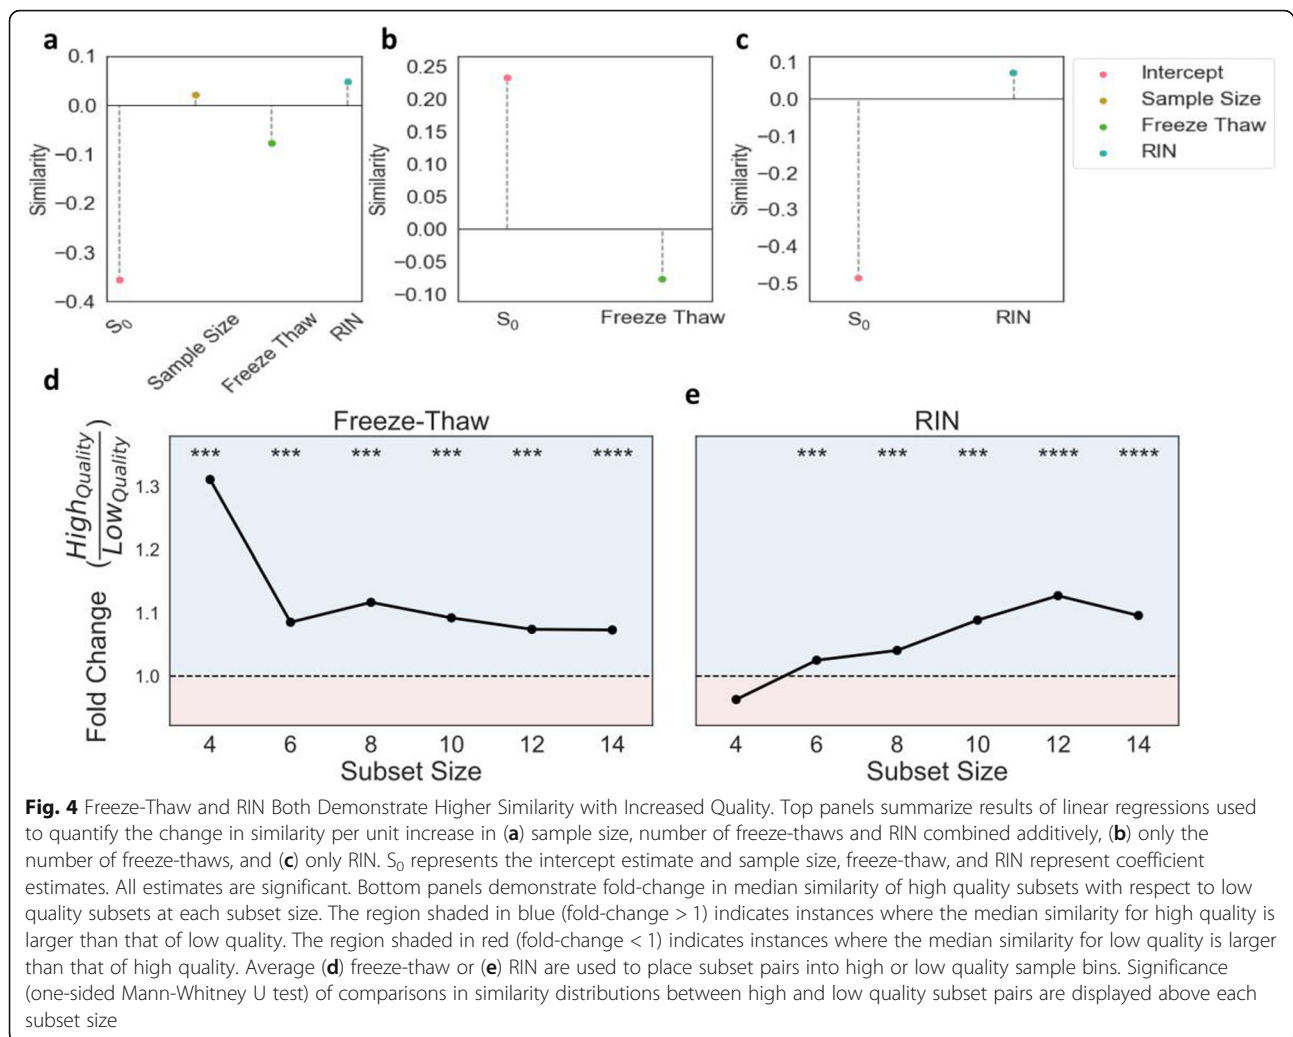 a
0.1
0.0
−0.1
−0.2
−0.3
−0.4
Similarity
S0
Sample Size
Freeze Thaw
RIN
b
0.25
0.20
0.15
0.10
0.05
0.00
−0.05
−0.10
Similarity
S0
Freeze Thaw
c
0.1
0.0
−0.1
−0.2
−0.3
−0.4
−0.5
Similarity
S0
RIN
Intercept
Sample Size
Freeze Thaw
RIN
d
Freeze-Thaw
*** *** *** *** *** ****
Fold Change (HighQuality/LowQuality)
1.3
1.2
1.1
1.0
4 6 8 10 12 14
Subset Size
e
RIN
*** *** *** **** ****
4 6 8 10 12 14
Subset Size
Fig. 4 Freeze-Thaw and RIN Both Demonstrate Higher Similarity with Increased Quality. Top panels summarize results of linear regressions used
to quantify the change in similarity per unit increase in (a) sample size, number of freeze-thaws and RIN combined additively, (b) only the
number of freeze-thaws, and (c) only RIN. S0 represents the intercept estimate and sample size, freeze-thaw, and RIN represent coefficient
estimates. All estimates are significant. Bottom panels demonstrate fold-change in median similarity of high quality subsets with respect to low
quality subsets at each subset size. The region shaded in blue (fold-change > 1) indicates instances where the median similarity for high quality is
larger than that of low quality. The region shaded in red (fold-change < 1) indicates instances where the median similarity for low quality is larger
than that of high quality. Average (d) freeze-thaw or (e) RIN are used to place subset pairs into high or low quality sample bins. Significance
(one-sided Mann-Whitney U test) of comparisons in similarity distributions between high and low quality subset pairs are displayed above each
subset size